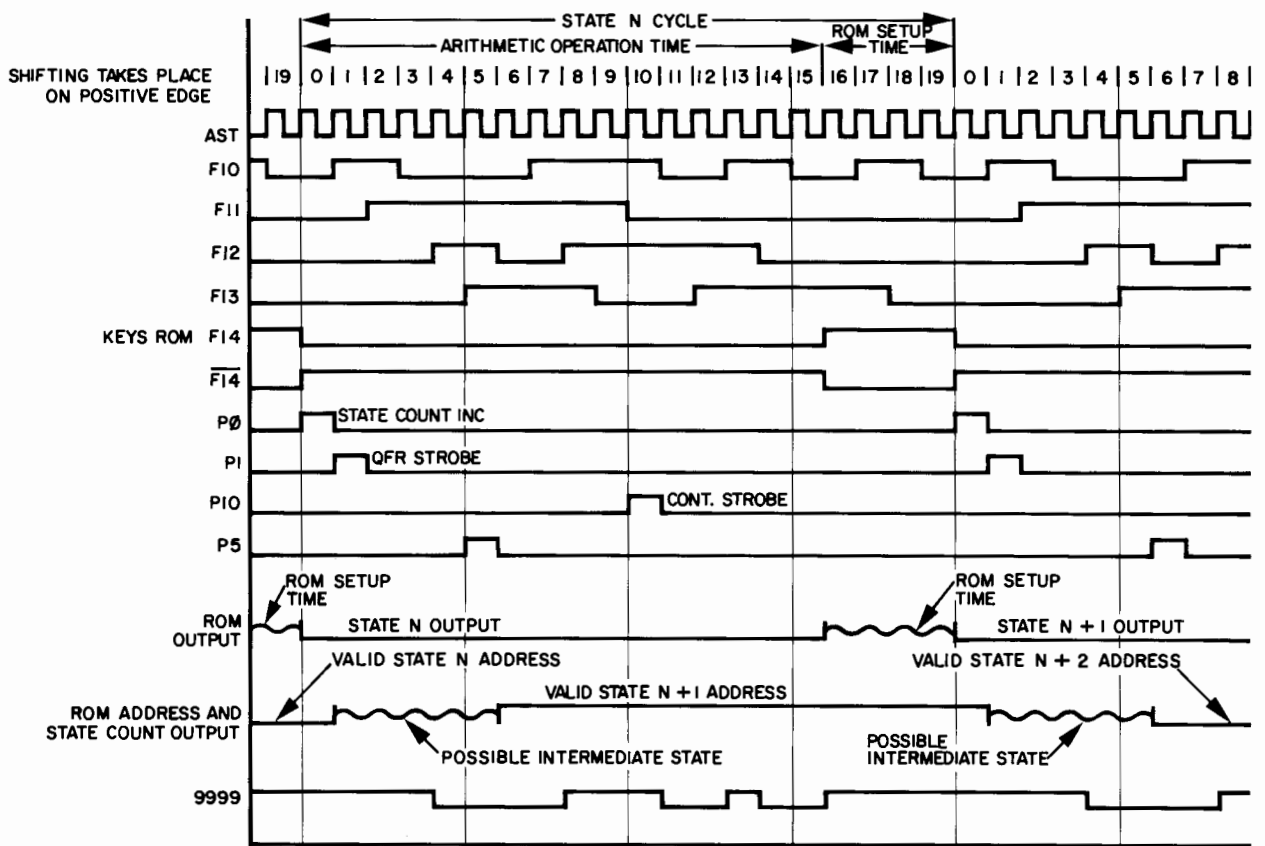 STATE N CYCLE
ROM SETUP
TIME
ARITHMETIC OPERATION TIME
SHIFTING TAKES PLACE
ON POSITIVE EDGE
|19|0|1|2|3|4|5|6|7|8|9|10|11|12|13|14|15|16|17|18|19|0|1|2|3|4|5|6|7|8|
AST
F10
F11
F12
F13
KEYS ROM F14
F14
PØ STATE COUNT INC
P1 QFR STROBE
P10 CONT. STROBE
P5
ROM SETUP
TIME
ROM SETUP
TIME
ROM
OUTPUT
STATE N OUTPUT
STATE N + 1 OUTPUT
VALID STATE N ADDRESS
VALID STATE N + 2 ADDRESS
VALID STATE N + 1 ADDRESS
ROM ADDRESS AND
STATE COUNT OUTPUT
POSSIBLE INTERMEDIATE STATE
POSSIBLE
INTERMEDIATE STATE
9999